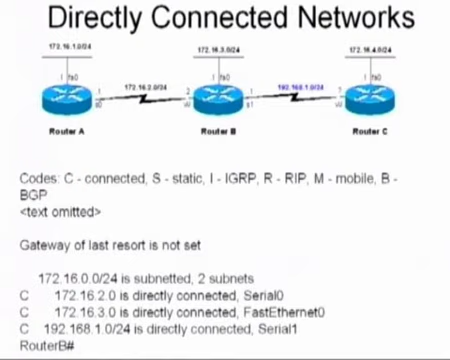 Directly Connected Networks
172.16.1.0/24
172.16.3.0/24
172.16.4.0/24
fa0
fa0
fa0
172.16.2.0/24
192.168.1.0/24
Router A
Router B
Router C
Codes: C - connected, S - static, I - IGRP, R - RIP, M - mobile, B -
BGP
<text omitted>
Gateway of last resort is not set
172.16.0.0/24 is subnetted, 2 subnets
C 172.16.2.0 is directly connected, Serial0
C 172.16.3.0 is directly connected, FastEthernet0
C 192.168.1.0/24 is directly connected, Serial1
RouterB#